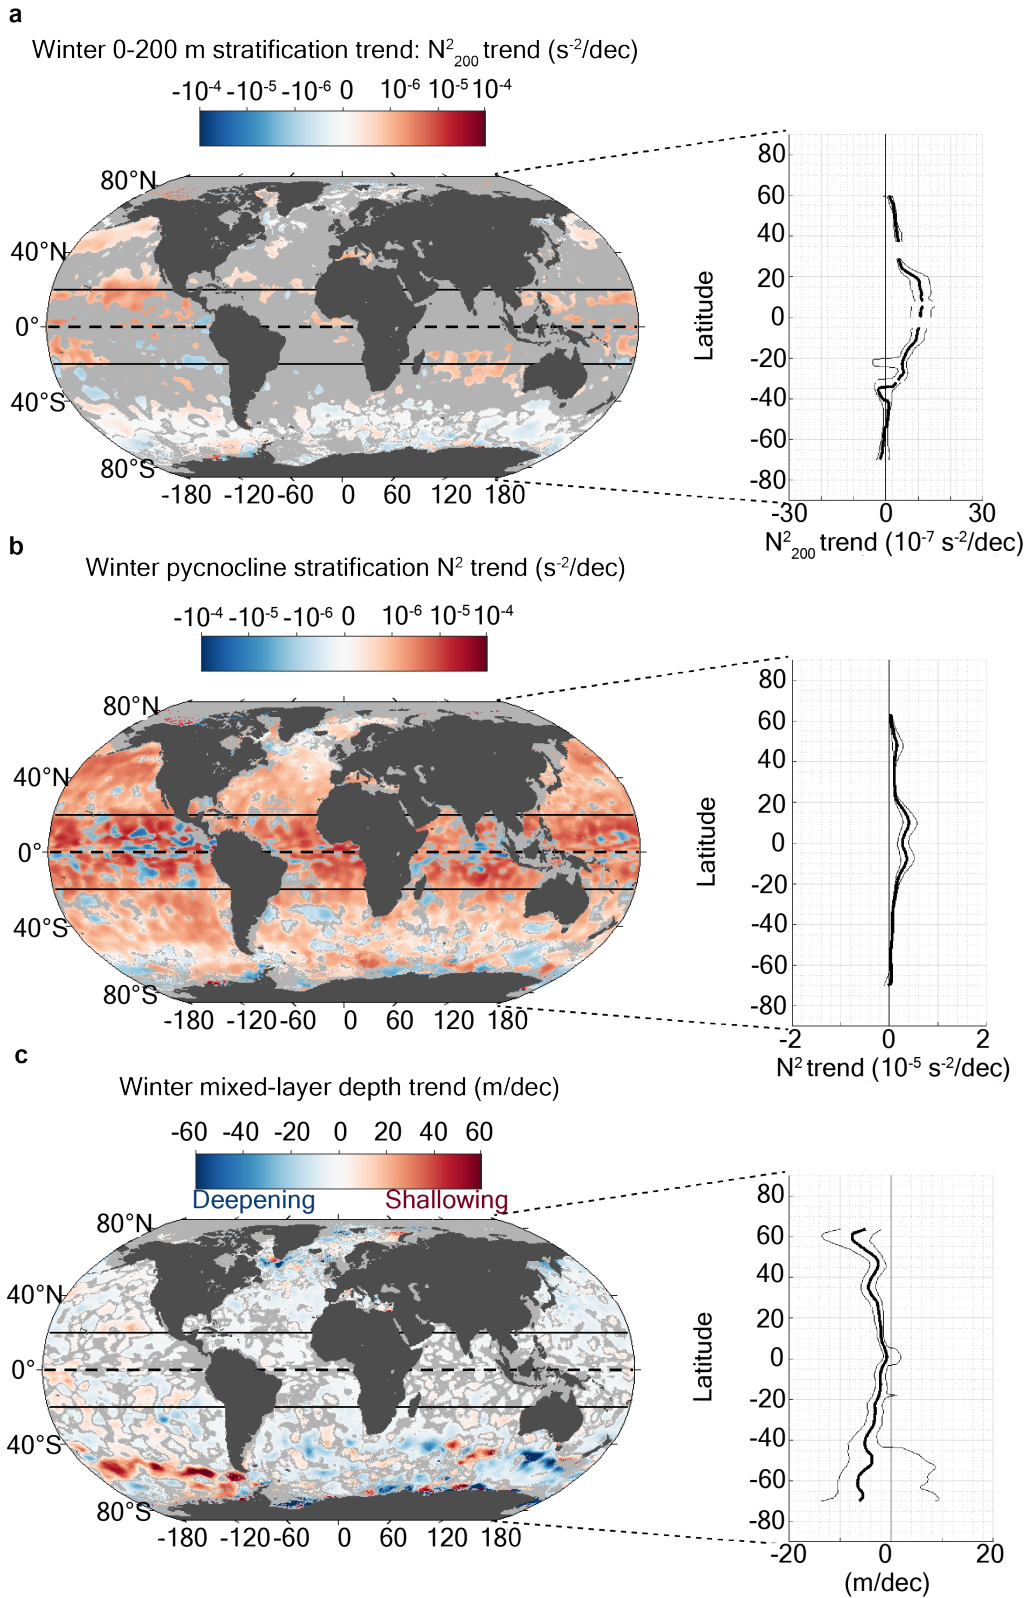 a
Winter 0-200 m stratification trend: N²₂₀₀ trend (s⁻²/dec)
-10⁻⁴ -10⁻⁵ -10⁻⁶ 0 10⁻⁶ 10⁻⁵ 10⁻⁴
80°N
40°N
0°
40°S
80°S
-180 -120 -60 0 60 120 180
80
60
40
20
0
-20
-40
-60
-80
Latitude
-30 0 30
N²₂₀₀ trend (10⁻⁷ s⁻²/dec)
b
Winter pycnocline stratification N² trend (s⁻²/dec)
-10⁻⁴ -10⁻⁵ -10⁻⁶ 0 10⁻⁶ 10⁻⁵ 10⁻⁴
80°N
40°N
0°
40°S
80°S
-180 -120 -60 0 60 120 180
80
60
40
20
0
-20
-40
-60
-80
Latitude
-2 0 2
N² trend (10⁻⁵ s⁻²/dec)
c
Winter mixed-layer depth trend (m/dec)
-60 -40 -20 0 20 40 60
Deepening Shallowing
80°N
40°N
0°
40°S
80°S
-180 -120 -60 0 60 120 180
80
60
40
20
0
-20
-40
-60
-80
Latitude
-20 0 20
(m/dec)